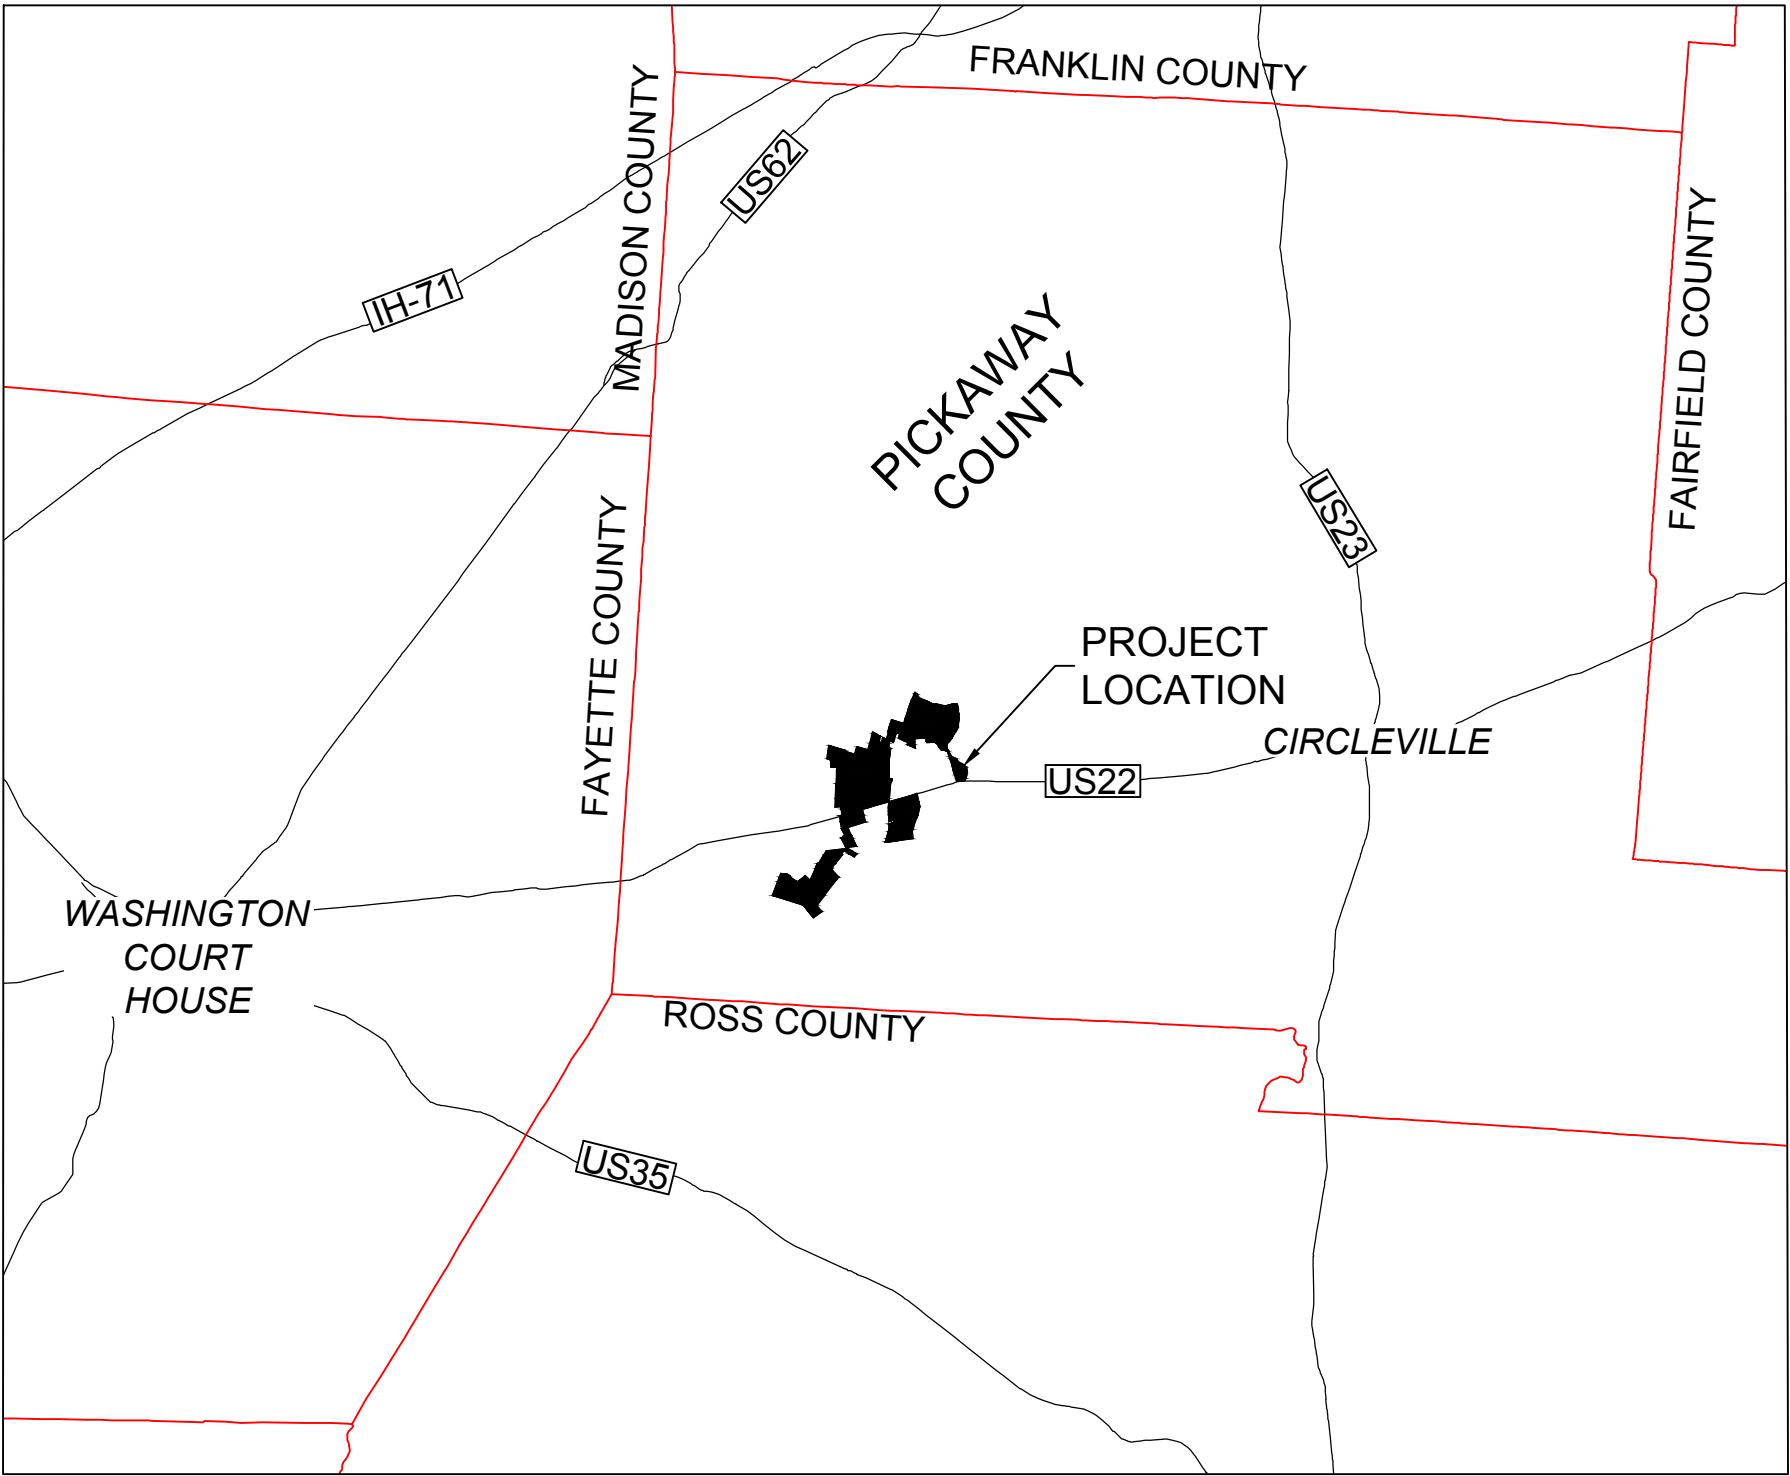 FRANKLIN COUNTY
MADISON COUNTY
US62
IH-71
FAIRFIELD COUNTY
PICKAWAY
COUNTY
US23
FAYETTE COUNTY
PROJECT
LOCATION
CIRCLEVILLE
US22
WASHINGTON
COURT
HOUSE
ROSS COUNTY
US35